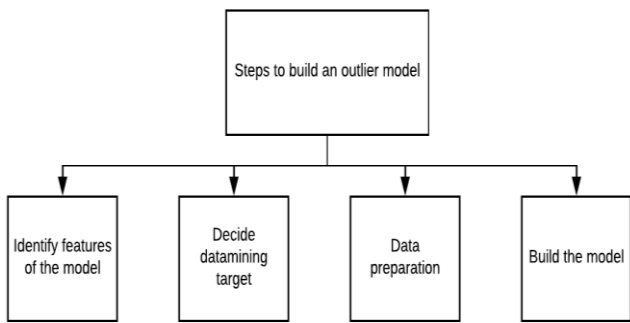 Steps to build an outlier model
Identify features
of the model
Decide
datamining
target
Data
preparation
Build the model